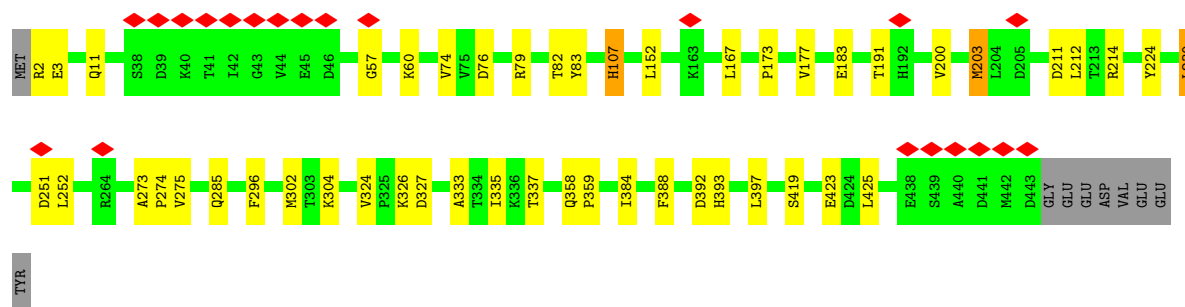 MET R2 E3 Q11 S38 D39 K40 T41 I42 G43 V44 E45 D46 G57 K60 V74 V75 D76 R79 T82 Y83 H107 L152 K163 L167 P173 V177 E183 T191 H192 V200 M203 L204 D205 D211 L212 T213 R214 Y224
D251 L252 R264 A273 P274 V275 Q285 F296 M302 T303 K304 V324 P325 K326 D327 A333 T334 I335 K336 T337 Q358 P359 I384 F388 D392 H393 L397 S419 E423 D424 L425 E438 S439 A440 D441 M442 D443 GLY GLU GLU ASP VAL GLU GLU
TYR